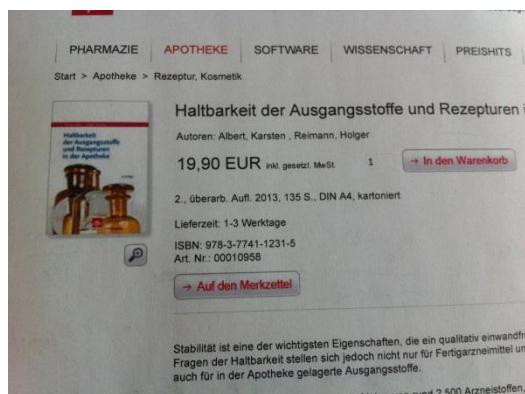 PHARMAZIE APOTHEKE SOFTWARE WISSENSCHAFT PREISHITS
Start > Apotheke > Rezeptur, Kosmetik
Haltbarkeit der Ausgangsstoffe und Rezepturen i
Haltbarkeit
der Ausgangsstoffe
und Rezepturen
in der Apotheke
Autoren: Albert, Karsten , Reimann, Holger
19,90 EUR inkl. gesetzl. MwSt. 1 → In den Warenkorb
2., überarb. Aufl. 2013, 135 S., DIN A4, kartoniert
Lieferzeit: 1-3 Werktage
ISBN: 978-3-7741-1231-5
Art. Nr.: 00010958
→ Auf den Merkzettel
Stabilität ist eine der wichtigsten Eigenschaften, die ein qualitativ einwandfr
Fragen der Haltbarkeit stellen sich jedoch nicht nur für Fertigarzneimittel un
auch für in der Apotheke gelagerte Ausgangsstoffe.
rund 2.500 Arzneistoffen,